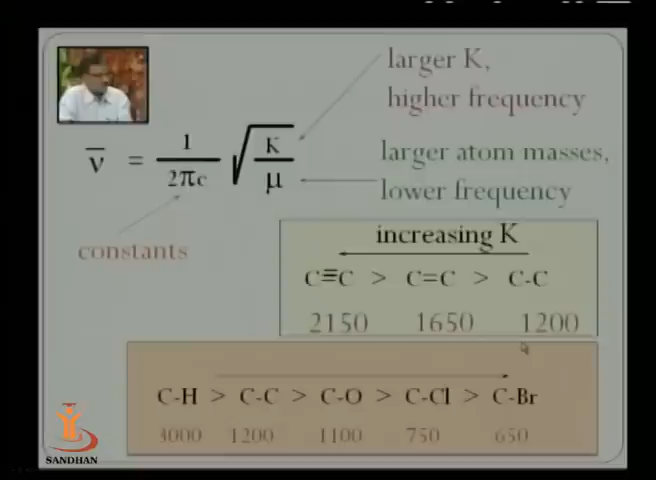 larger K,
higher frequency
ν̄ = 1 / 2πc √ K / μ
larger atom masses,
lower frequency
constants
increasing K
C≡C > C=C > C-C
2150 1650 1200
C-H > C-C > C-O > C-Cl > C-Br
3000 1200 1100 750 650
SANDHAN